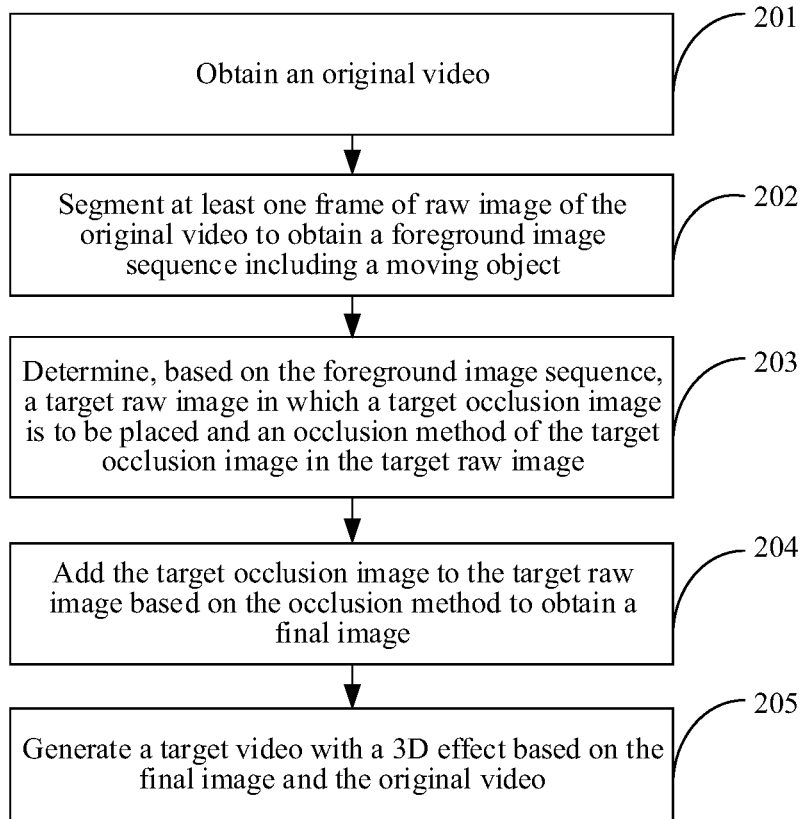 201
Obtain an original video
202
Segment at least one frame of raw image of the
original video to obtain a foreground image
sequence including a moving object
203
Determine, based on the foreground image sequence,
a target raw image in which a target occlusion image
is to be placed and an occlusion method of the target
occlusion image in the target raw image
204
Add the target occlusion image to the target raw
image based on the occlusion method to obtain a
final image
205
Generate a target video with a 3D effect based on the
final image and the original video